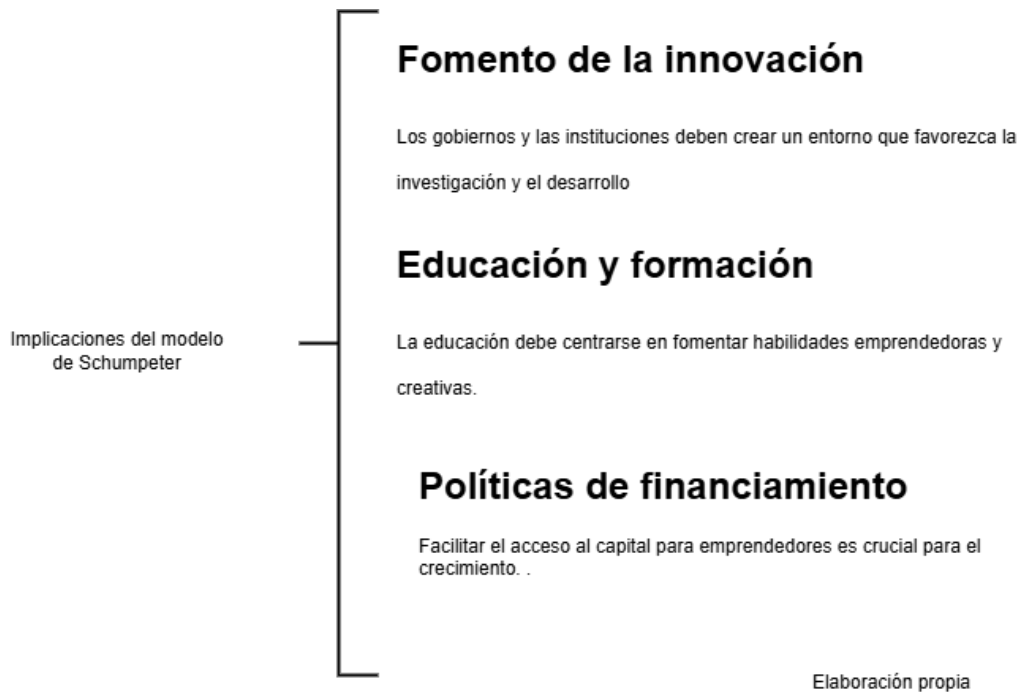 Fomento de la innovación
Los gobiernos y las instituciones deben crear un entorno que favorezca la
investigación y el desarrollo
Educación y formación
Implicaciones del modelo
de Schumpeter
La educación debe centrarse en fomentar habilidades emprendedoras y
creativas.
Políticas de financiamiento
Facilitar el acceso al capital para emprendedores es crucial para el
crecimiento. .
Elaboración propia